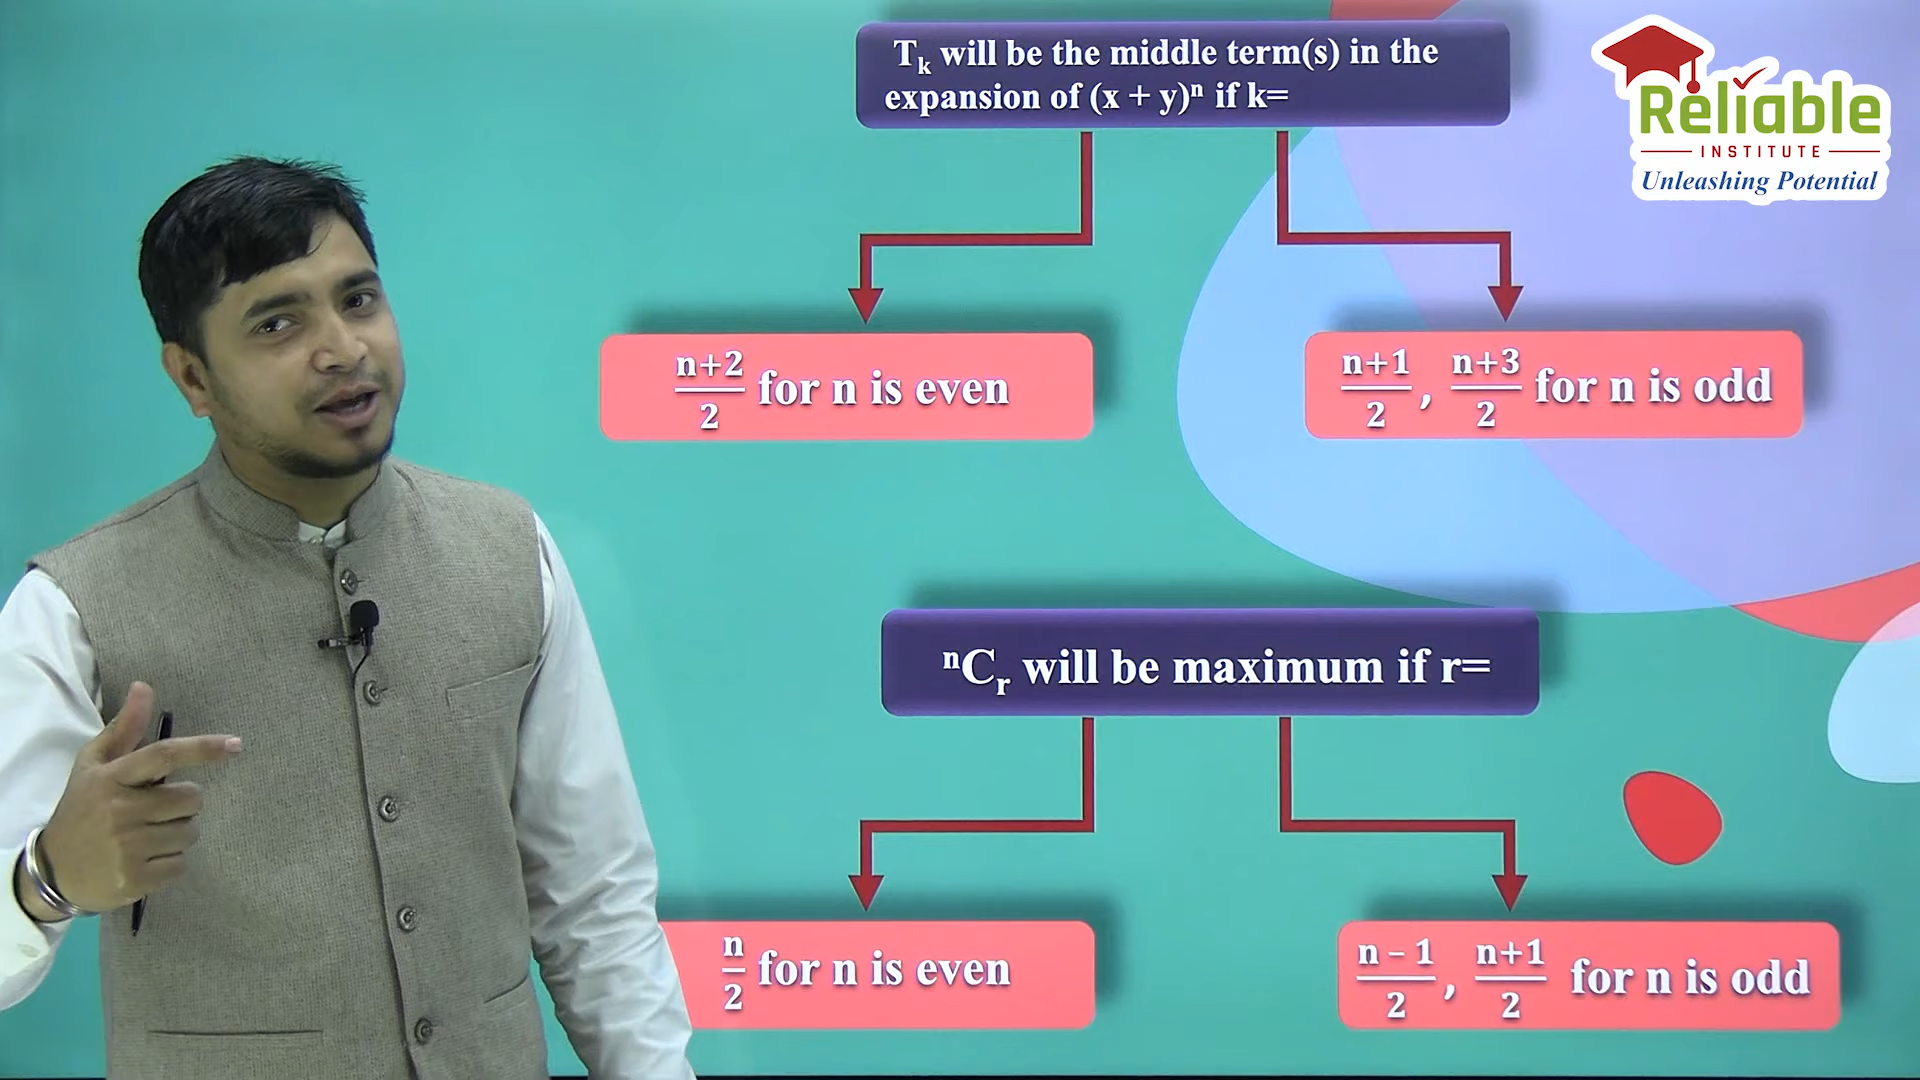 T_k will be the middle term(s) in the
expansion of (x + y)ⁿ if k=
Reliable
INSTITUTE
Unleashing Potential
(n+2)/2 for n is even
(n+1)/2, (n+3)/2 for n is odd
ⁿCᵣ will be maximum if r=
n/2 for n is even
(n – 1)/2, (n+1)/2 for n is odd